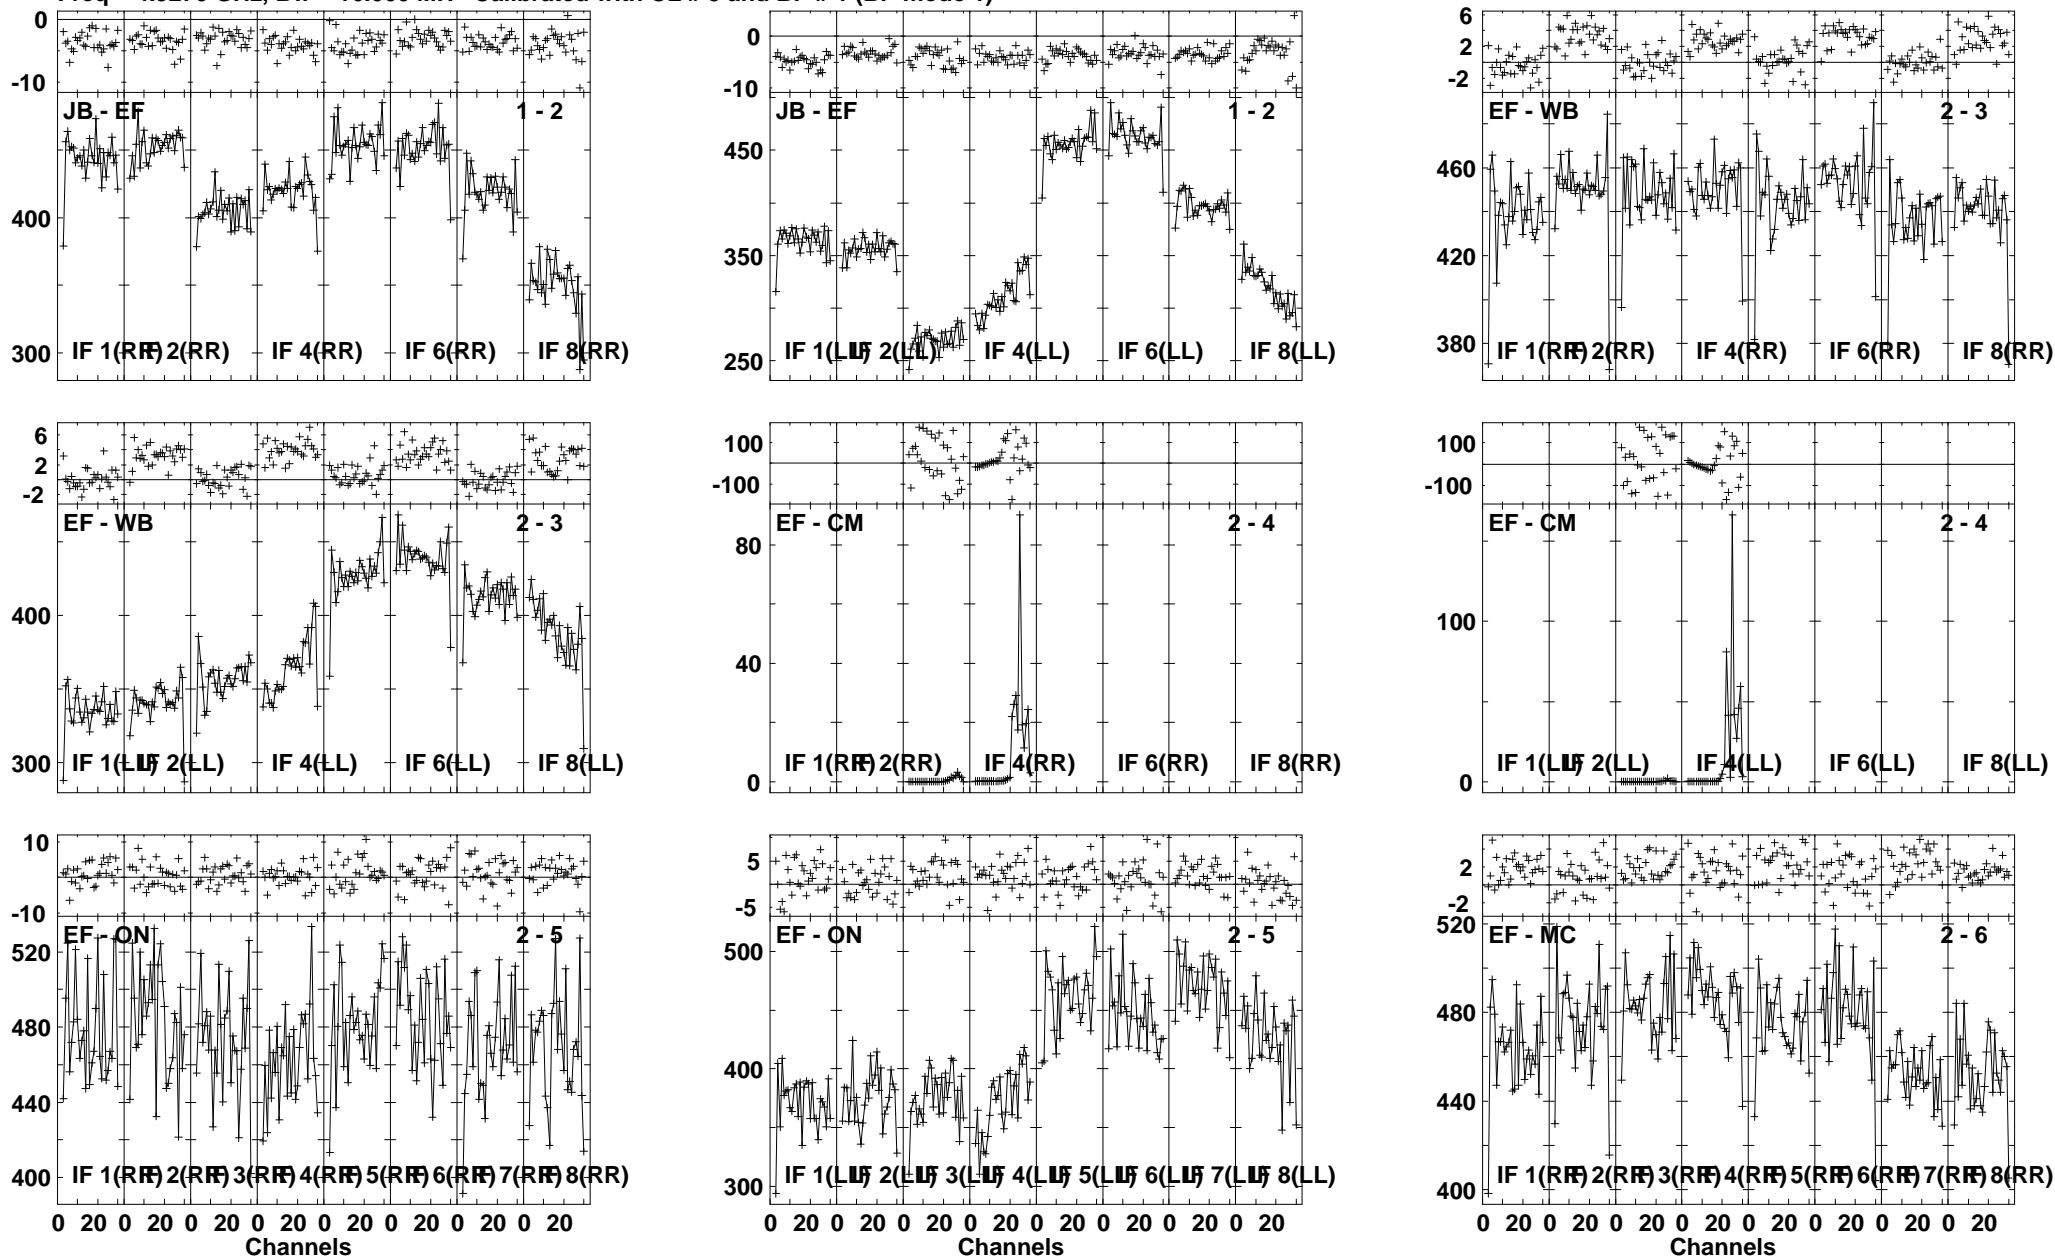 Calibrated with and
0
-10
JB - EF 1 - 2
400
300
IF 1(RR) IF 2(RR) IF 4(RR) IF 6(RR) IF 8(RR)
0
-10
JB - EF 1 - 2
450
350
250
IF 1(LL) IF 2(LL) IF 4(LL) IF 6(LL) IF 8(LL)
6
2
-2
EF - WB 2 - 3
460
420
380
IF 1(RR) IF 2(RR) IF 4(RR) IF 6(RR) IF 8(RR)
6
2
-2
EF - WB 2 - 3
400
300
IF 1(LL) IF 2(LL) IF 4(LL) IF 6(LL) IF 8(LL)
100
-100
EF - CM 2 - 4
80
40
0
IF 1(RR) IF 2(RR) IF 4(RR) IF 6(RR) IF 8(RR)
100
-100
EF - CM 2 - 4
100
0
IF 1(LL) IF 2(LL) IF 4(LL) IF 6(LL) IF 8(LL)
10
0
-10
EF - ON 2 - 5
520
480
440
400
IF 1(RR) IF 2(RR) IF 3(RR) IF 4(RR) IF 5(RR) IF 6(RR) IF 7(RR) IF 8(RR)
0 20 0 20 0 20 0 20 0 20 0 20 0 20 0 20
Channels
5
-5
EF - ON 2 - 5
500
400
300
IF 1(LL) IF 2(LL) IF 3(LL) IF 4(LL) IF 5(LL) IF 6(LL) IF 7(LL) IF 8(LL)
0 20 0 20 0 20 0 20 0 20 0 20 0 20 0 20
Channels
2
-2
EF - MC 2 - 6
520
480
440
400
IF 1(RR) IF 2(RR) IF 3(RR) IF 4(RR) IF 5(RR) IF 6(RR) IF 7(RR) IF 8(RR)
0 20 0 20 0 20 0 20 0 20 0 20 0 20 0 20
Channels